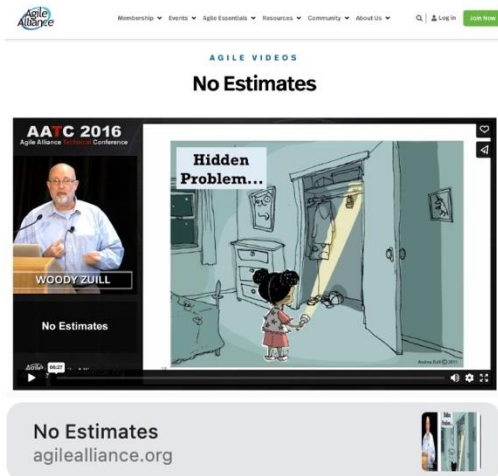 Agile
Alliance
Membership Events Agile Essentials Resources Community About Us Log in Join Now
AGILE VIDEOS
No Estimates
AATC 2016
Agile Alliance Technical Conference
Hidden
Problem...
WOODY ZUILL
No Estimates
No Estimates
agilealliance.org